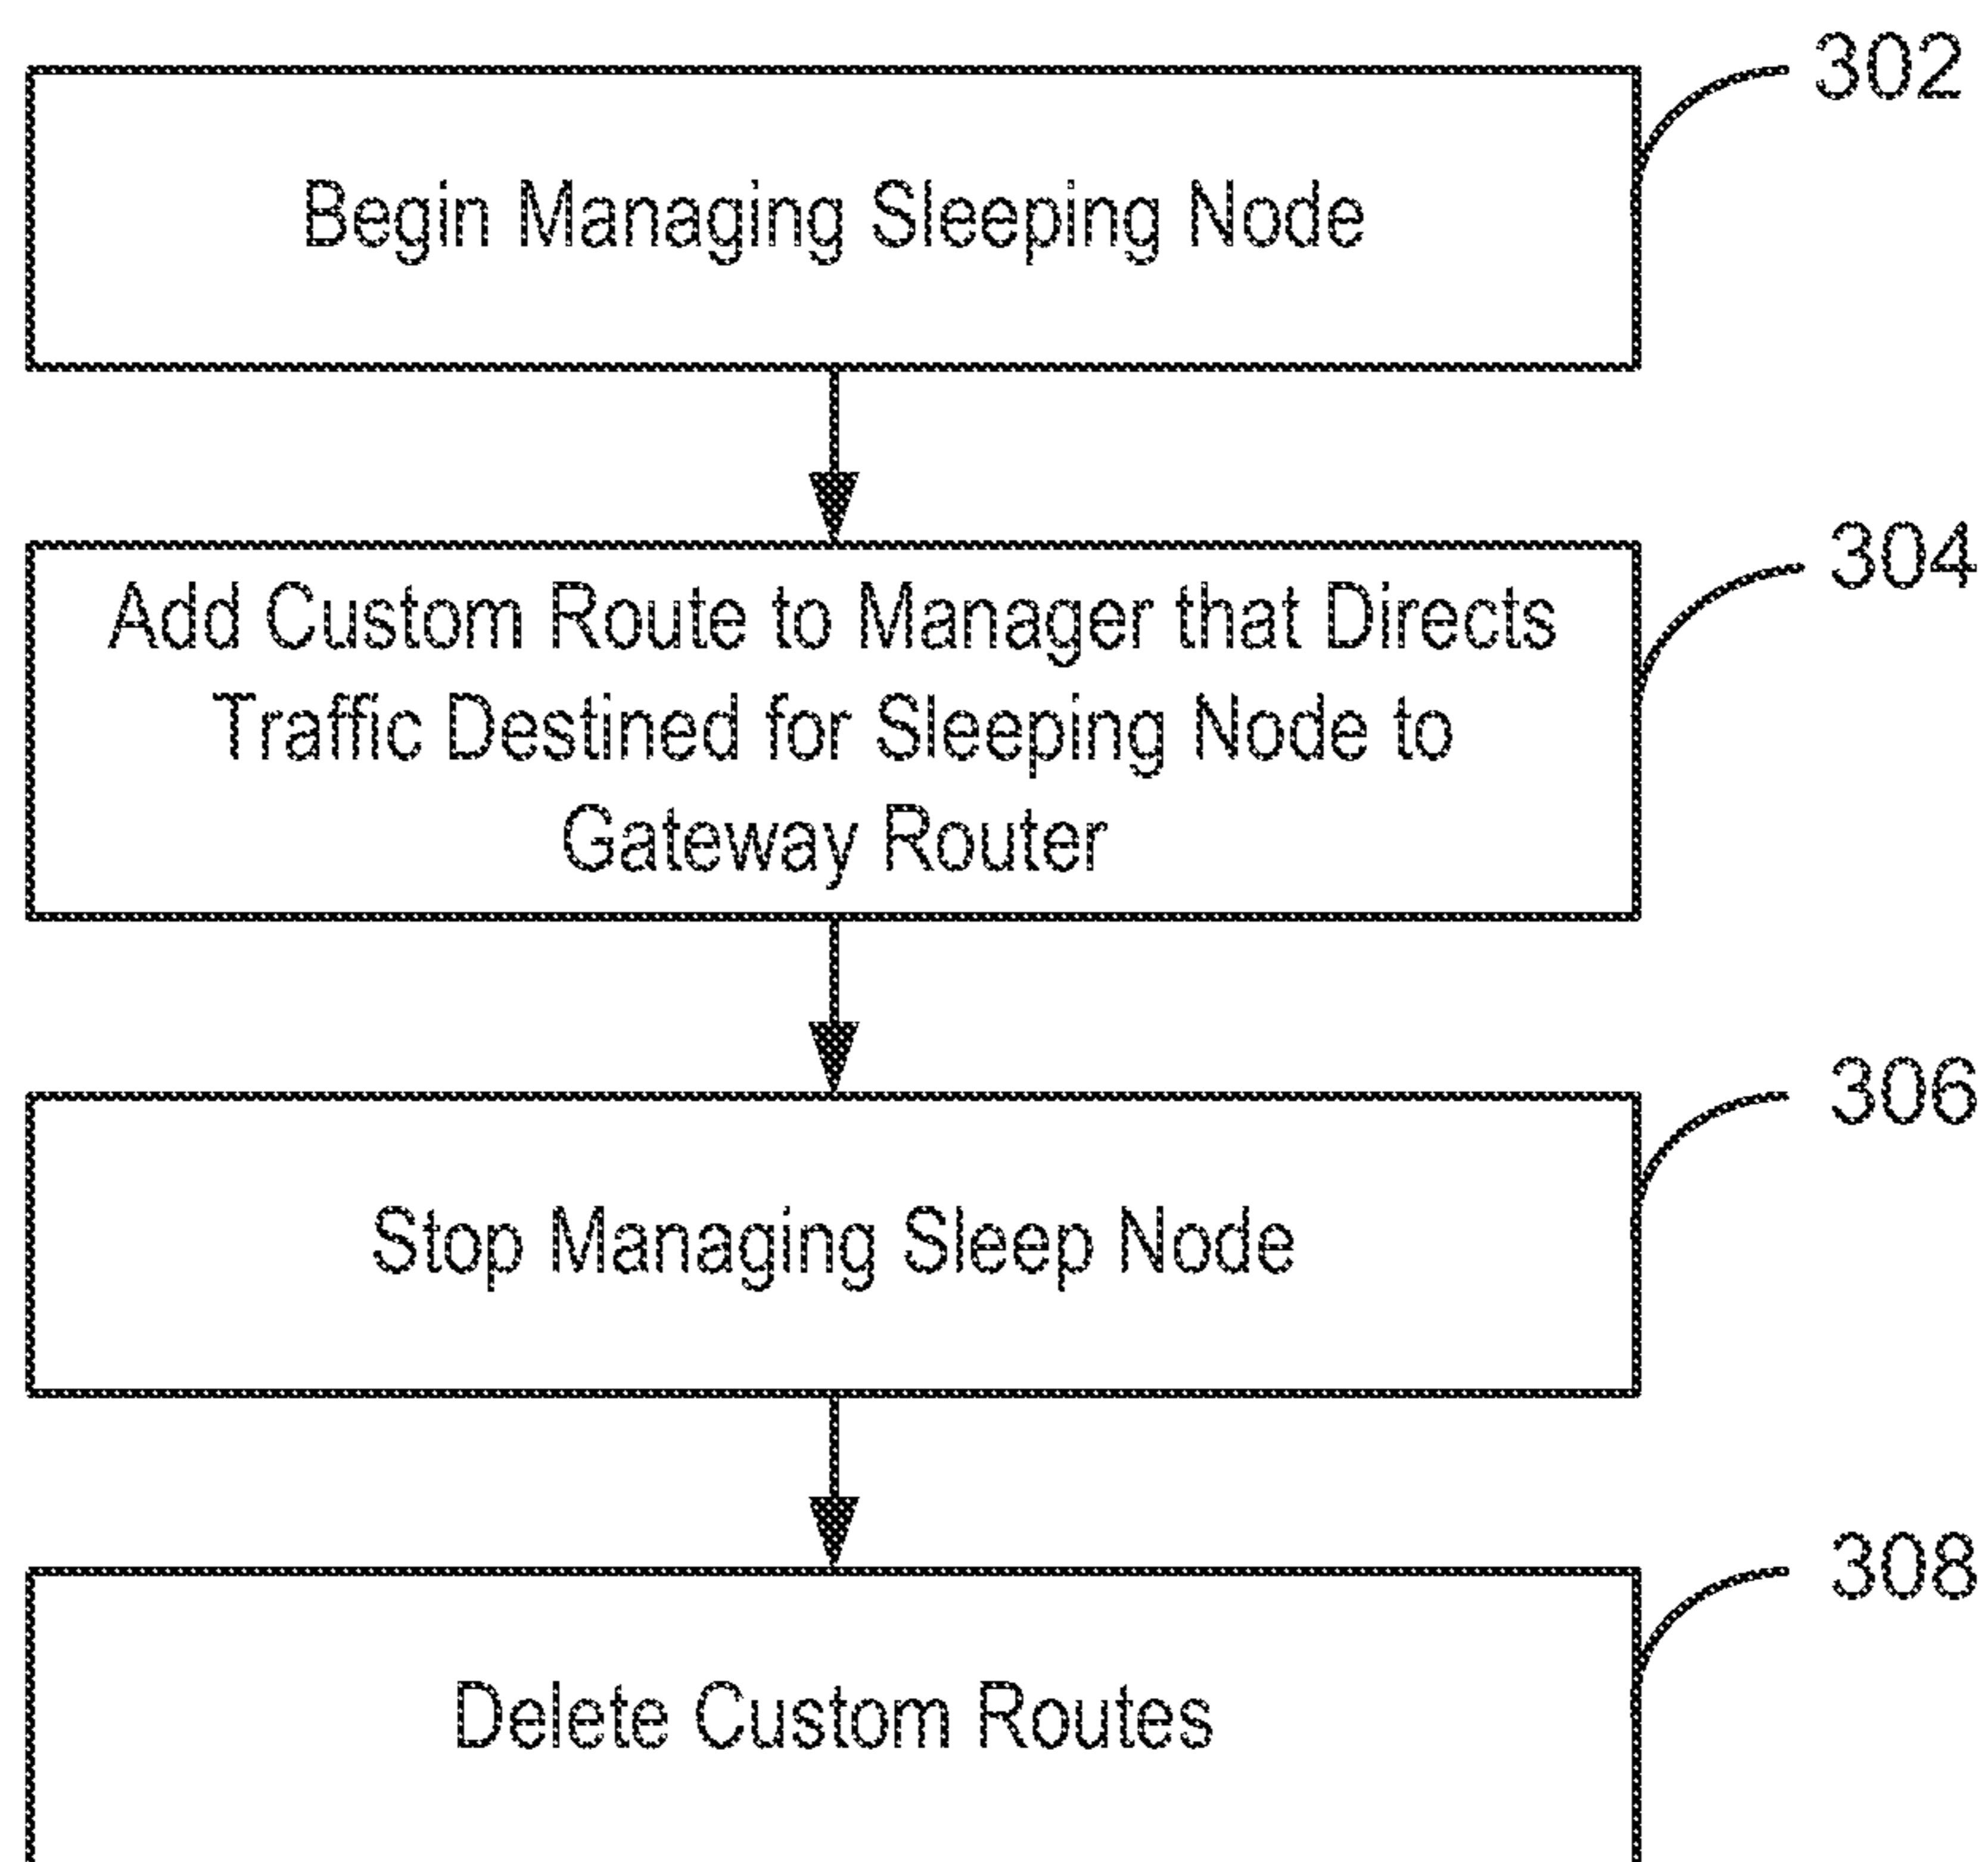 302
Begin Managing Sleeping Node
304
Add Custom Route to Manager that Directs
Traffic Destined for Sleeping Node to
Gateway Router
306
Stop Managing Sleep Node
308
Delete Custom Routes